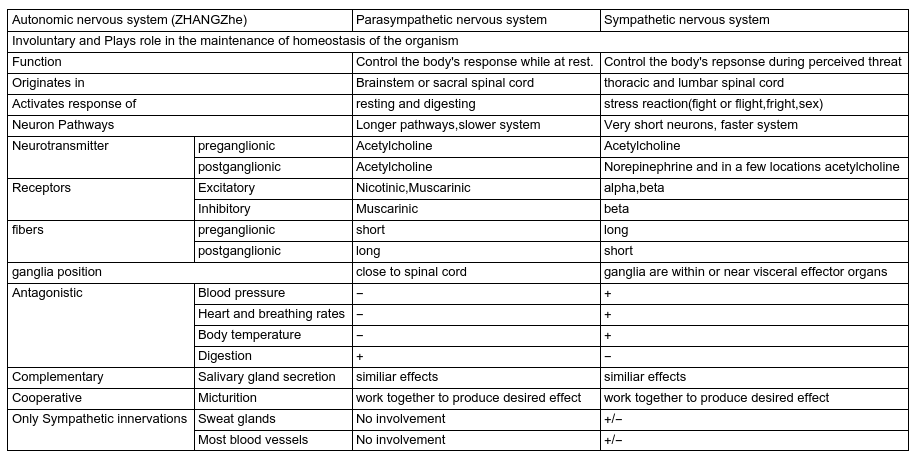 Autonomic nervous system (ZHANGZhe) Parasympathetic nervous system Sympathetic nervous system
Involuntary and Plays role in the maintenance of homeostasis of the organism
Function Control the body's response while at rest. Control the body's repsonse during perceived threat
Originates in Brainstem or sacral spinal cord thoracic and lumbar spinal cord
Activates response of resting and digesting stress reaction(fight or flight,fright,sex)
Neuron Pathways Longer pathways,slower system Very short neurons, faster system
Neurotransmitter preganglionic Acetylcholine Acetylcholine
postganglionic Acetylcholine Norepinephrine and in a few locations acetylcholine
Receptors Excitatory Nicotinic,Muscarinic alpha,beta
Inhibitory Muscarinic beta
fibers preganglionic short long
postganglionic long short
ganglia position close to spinal cord ganglia are within or near visceral effector organs
Antagonistic Blood pressure − +
Heart and breathing rates − +
Body temperature − +
Digestion + −
Complementary Salivary gland secretion similiar effects similiar effects
Cooperative Micturition work together to produce desired effect work together to produce desired effect
Only Sympathetic innervations Sweat glands No involvement +/−
Most blood vessels No involvement +/−